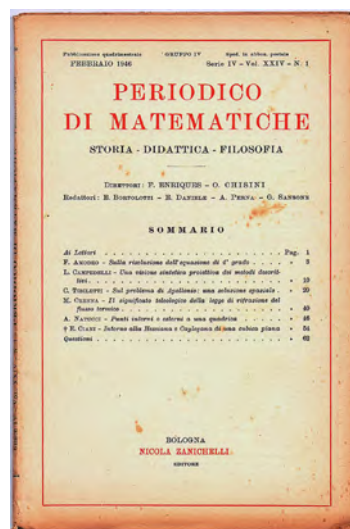 Pubblicazione quadrimestrale GRUPPO IV Sped. in abbon. postale
FEBBRAIO 1946 Serie IV - Vol. XXIV - N. 1
PERIODICO
DI MATEMATICHE
STORIA - DIDATTICA - FILOSOFIA
DIRETTORI: F. ENRIQUES - O. CHISINI
Redattori: E. BORTOLOTTI - E. DANIELE - A. PERNA - G. SANSONE
SOMMARIO
Ai Lettori Pag. 1
F. AMODEO - Sulla risoluzione dell'equazione di 4° grado » 3
L. CAMPEDELLI - Una visione sintetica proiettiva dei metodi descrit-
tivi » 10
C. - Sul problema di Apollonio: una soluzione spaziale » 29
M. - Il significato teleologico della legge di rifrazione del
flusso termico » 40
A. NATUCCI - Punti interni e esterni a una quadrica » 46
† E. CIANI - Intorno alla Hessiana e Cayleyana di una cubica piana » 54
Questioni » 62
BOLOGNA
NICOLA ZANICHELLI
EDITORE